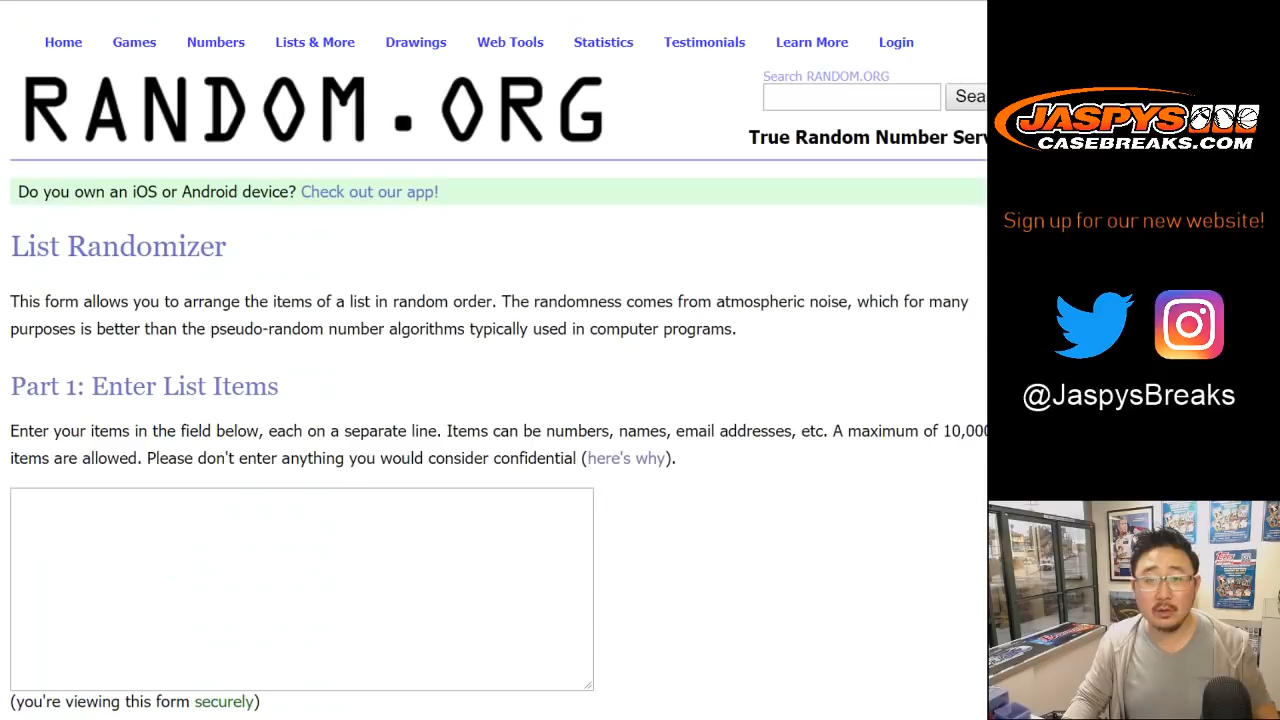 Home Games Numbers Lists & More Drawings Web Tools Statistics Testimonials Learn More Login
RANDOM.ORG
Search RANDOM.ORG
Sea
True Random Number Serv
Do you own an iOS or Android device? Check out our app!
List Randomizer
This form allows you to arrange the items of a list in random order. The randomness comes from atmospheric noise, which for many
purposes is better than the pseudo-random number algorithms typically used in computer programs.
Part 1: Enter List Items
Enter your items in the field below, each on a separate line. Items can be numbers, names, email addresses, etc. A maximum of 10,000
items are allowed. Please don't enter anything you would consider confidential (here's why).
(you're viewing this form securely)
JASPYS
CASEBREAKS.COM
Sign up for our new website!
@JaspysBreaks